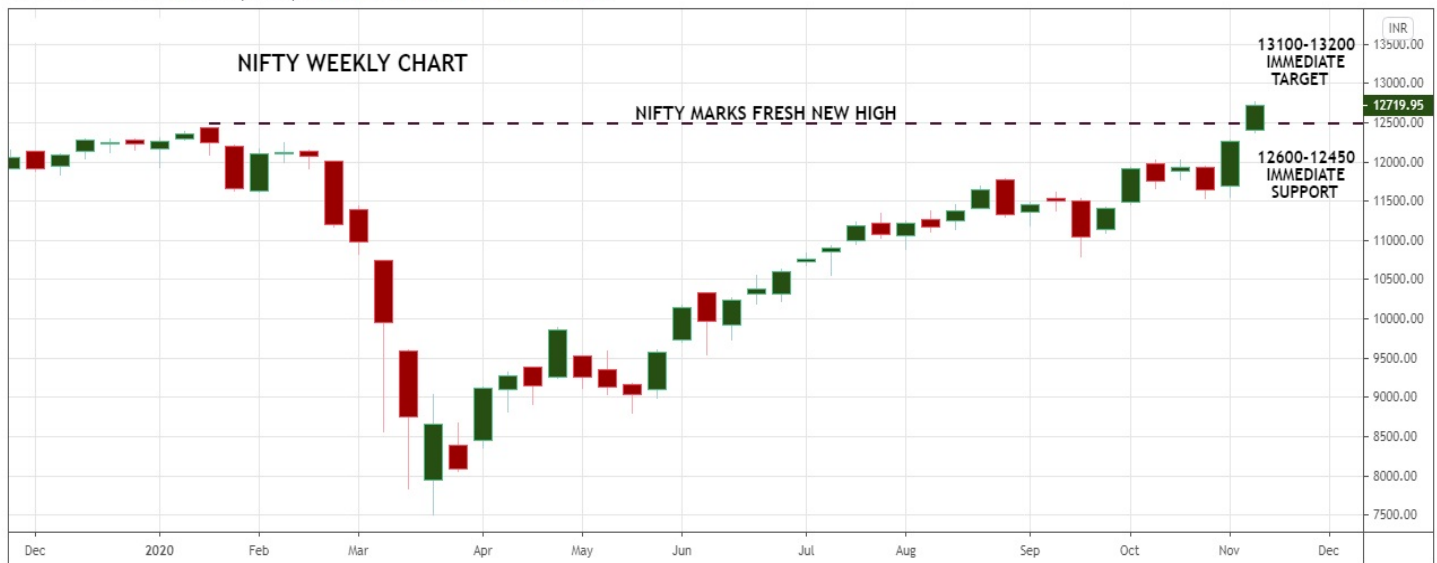 INR
13500.00
13100-13200
IMMEDIATE
TARGET
NIFTY WEEKLY CHART
13000.00
12719.95
NIFTY MARKS FRESH NEW HIGH
12500.00
12600-12450
IMMEDIATE
SUPPORT
12000.00
11500.00
11000.00
10500.00
10000.00
9500.00
9000.00
8500.00
8000.00
7500.00
Dec 2020 Feb Mar Apr May Jun Jul Aug Sep Oct Nov Dec